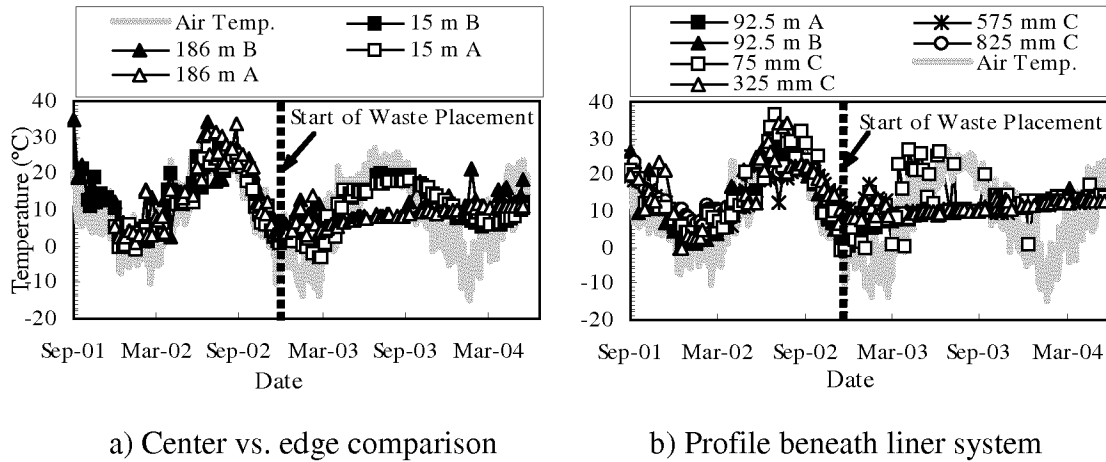 Air Temp.
15 m B
186 m B
15 m A
186 m A
40
30
20
10
0
-10
-20
Temperature (ºC)
Start of Waste Placement
Sep-01
Mar-02
Sep-02
Mar-03
Sep-03
Mar-04
Date
a) Center vs. edge comparison
92.5 m A
575 mm C
92.5 m B
825 mm C
75 mm C
Air Temp.
325 mm C
40
30
20
10
0
-10
-20
Start of Waste Placement
Sep-01
Mar-02
Sep-02
Mar-03
Sep-03
Mar-04
Date
b) Profile beneath liner system